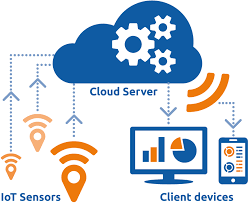 Cloud Server
IoT Sensors
Client devices